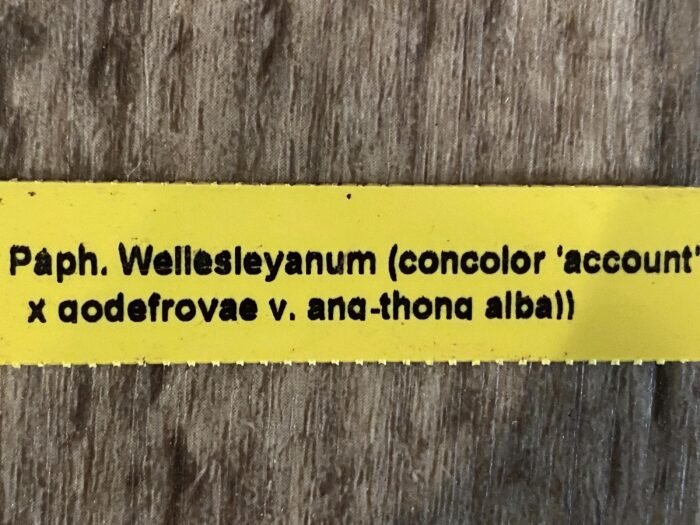 Paph. Wellesleyanum (concolor 'account'
x godefroyae v. ang-thong alba))